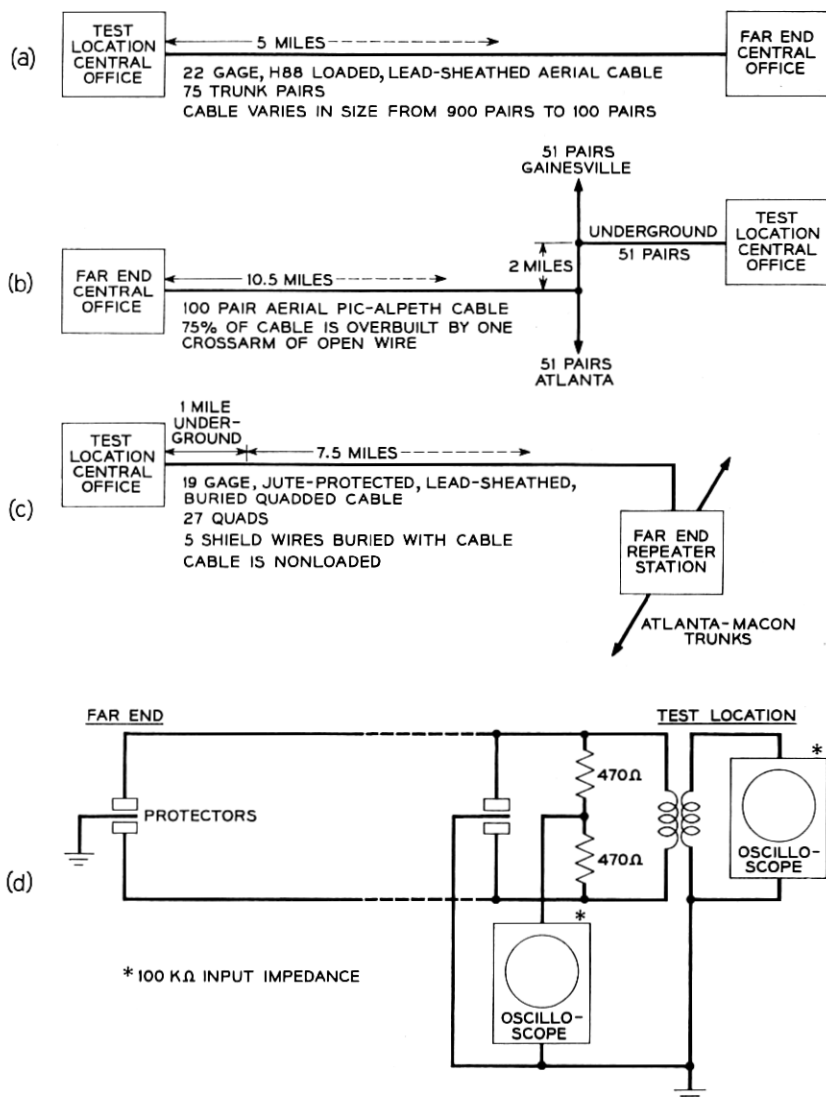 (a)
TEST
LOCATION
CENTRAL
OFFICE
5 MILES
FAR END
CENTRAL
OFFICE
22 GAGE, H88 LOADED, LEAD-SHEATHED AERIAL CABLE
75 TRUNK PAIRS
CABLE VARIES IN SIZE FROM 900 PAIRS TO 100 PAIRS
(b)
51 PAIRS
GAINESVILLE
UNDERGROUND
51 PAIRS
TEST
LOCATION
CENTRAL
OFFICE
FAR END
CENTRAL
OFFICE
10.5 MILES
2 MILES
100 PAIR AERIAL PIC-ALPETH CABLE
75% OF CABLE IS OVERBUILT BY ONE
CROSSARM OF OPEN WIRE
51 PAIRS
ATLANTA
(c)
1 MILE
UNDER-
GROUND
TEST
LOCATION
CENTRAL
OFFICE
7.5 MILES
19 GAGE, JUTE-PROTECTED, LEAD-SHEATHED,
BURIED QUADDED CABLE
27 QUADS
5 SHIELD WIRES BURIED WITH CABLE
CABLE IS NONLOADED
FAR END
REPEATER
STATION
ATLANTA-MACON
TRUNKS
(d)
FAR END
TEST LOCATION
PROTECTORS
470Ω
470Ω
*
OSCILLO-
SCOPE
*
OSCILLO-
SCOPE
* 100 KΩ INPUT IMPEDANCE